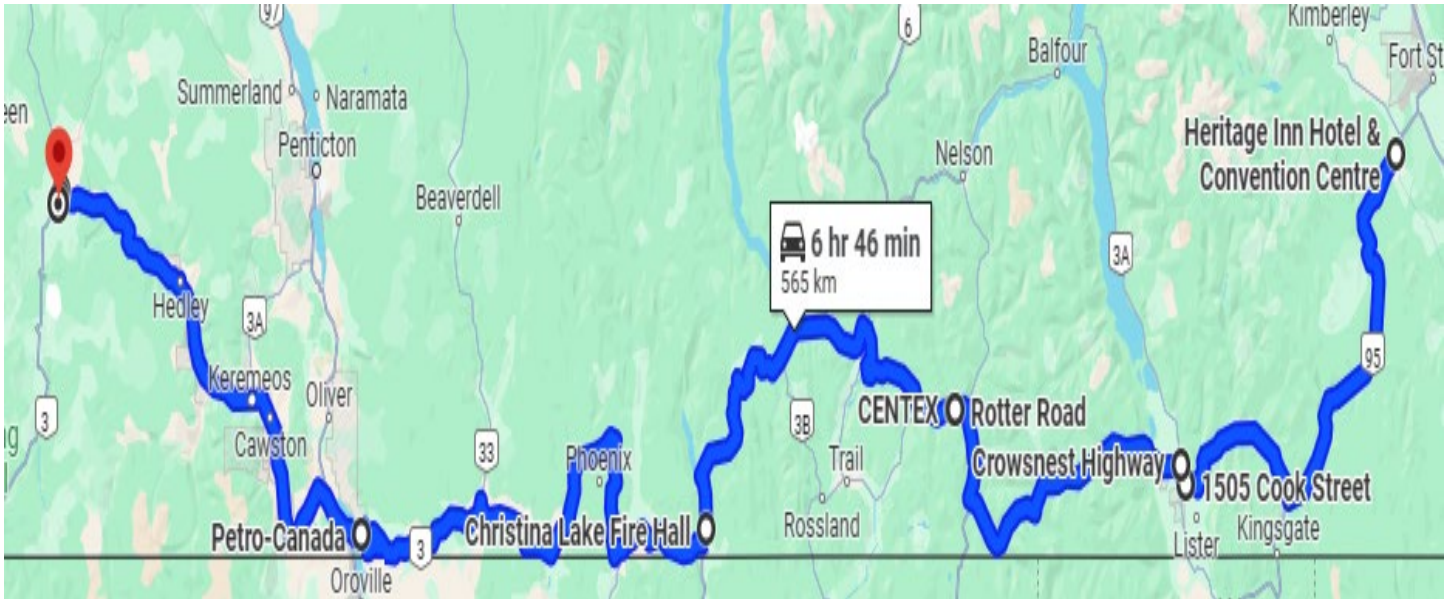 97
6
Kimberley
Balfour
Fort St
Summerland
Naramata
een
Penticton
Nelson
Heritage Inn Hotel &
Convention Centre
Beaverdell
6 hr 46 min
565 km
3A
Hedley
3A
Keremeos
Oliver
95
3
Cawston
CENTEX
Rotter Road
3B
ng
33
Phoenix
Trail
Crowsnest Highway
1505 Cook Street
Rossland
Petro-Canada
3
Christina Lake Fire Hall
Kingsgate
Lister
Oroville